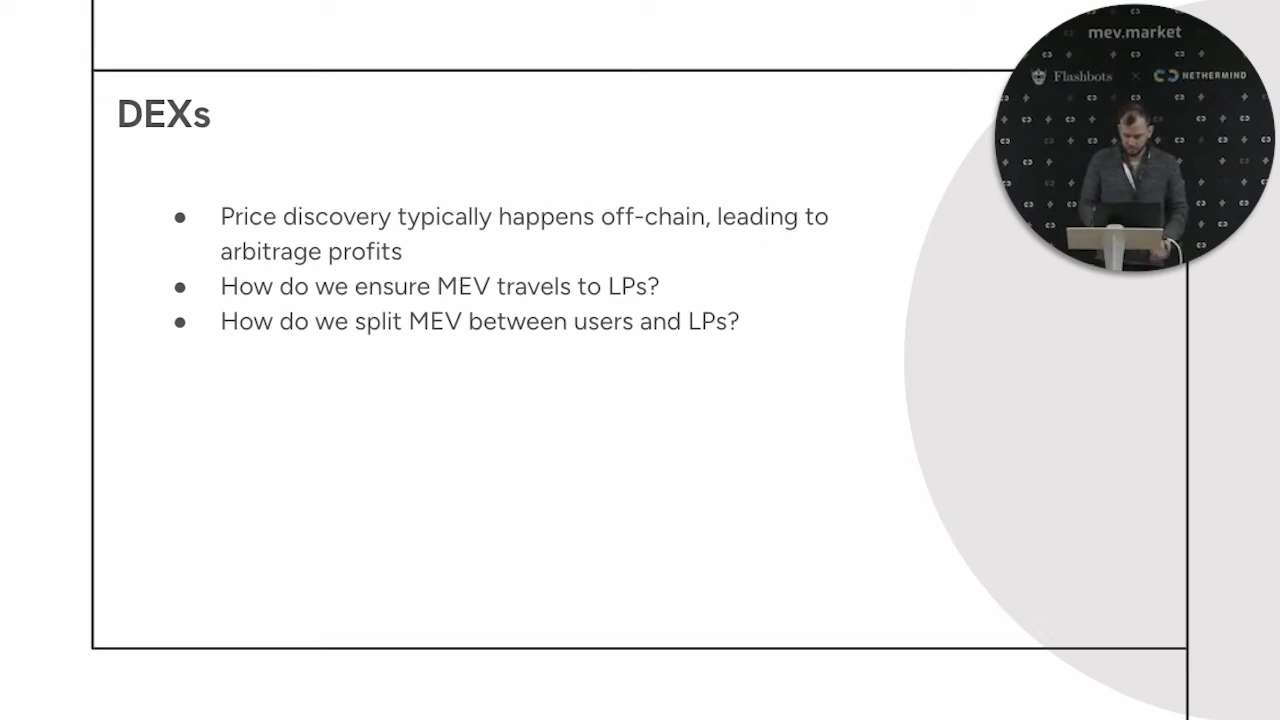 DEXs
● Price discovery typically happens off-chain, leading to
arbitrage profits
● How do we ensure MEV travels to LPs?
● How do we split MEV between users and LPs?
mev.market
Flashbots × NETHERMIND